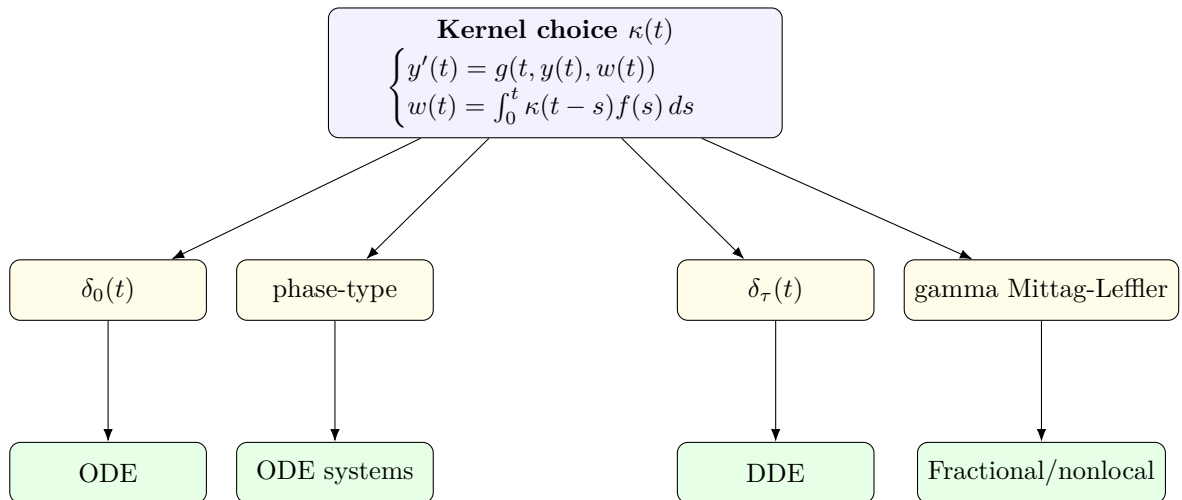 Kernel choice κ(t)
y′(t) = g(t, y(t), w(t))
w(t) = ∫₀ᵗ κ(t − s)f(s) ds
δ₀(t)
phase-type
δ_τ(t)
gamma Mittag-Leffler
ODE
ODE systems
DDE
Fractional/nonlocal